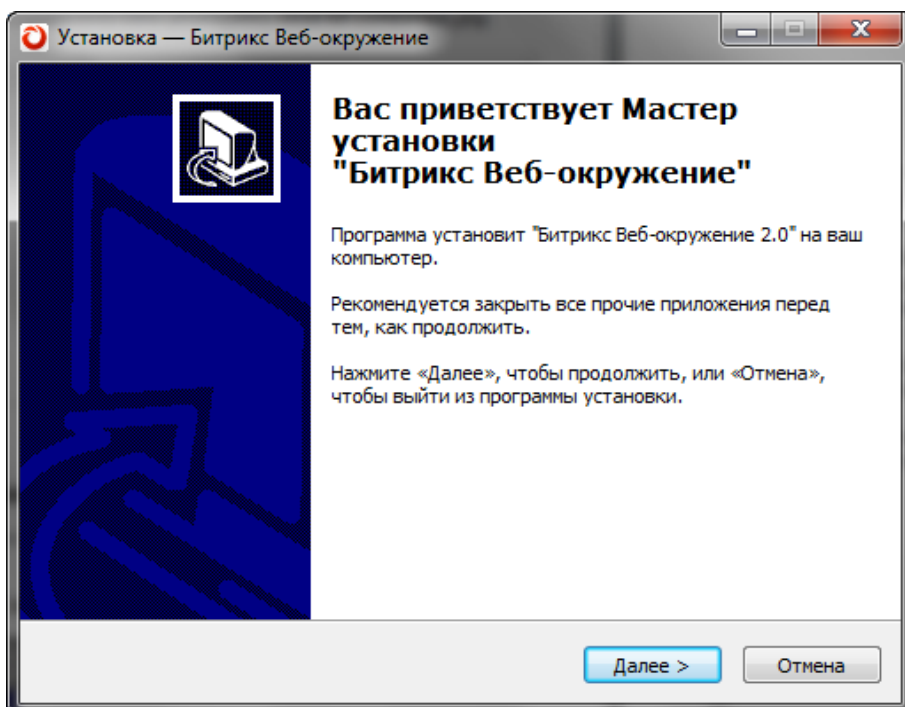 Установка — Битрикс Веб-окружение
Вас приветствует Мастер
установки
"Битрикс Веб-окружение"
Программа установит "Битрикс Веб-окружение 2.0" на ваш
компьютер.
Рекомендуется закрыть все прочие приложения перед
тем, как продолжить.
Нажмите «Далее», чтобы продолжить, или «Отмена»,
чтобы выйти из программы установки.
Далее >
Отмена